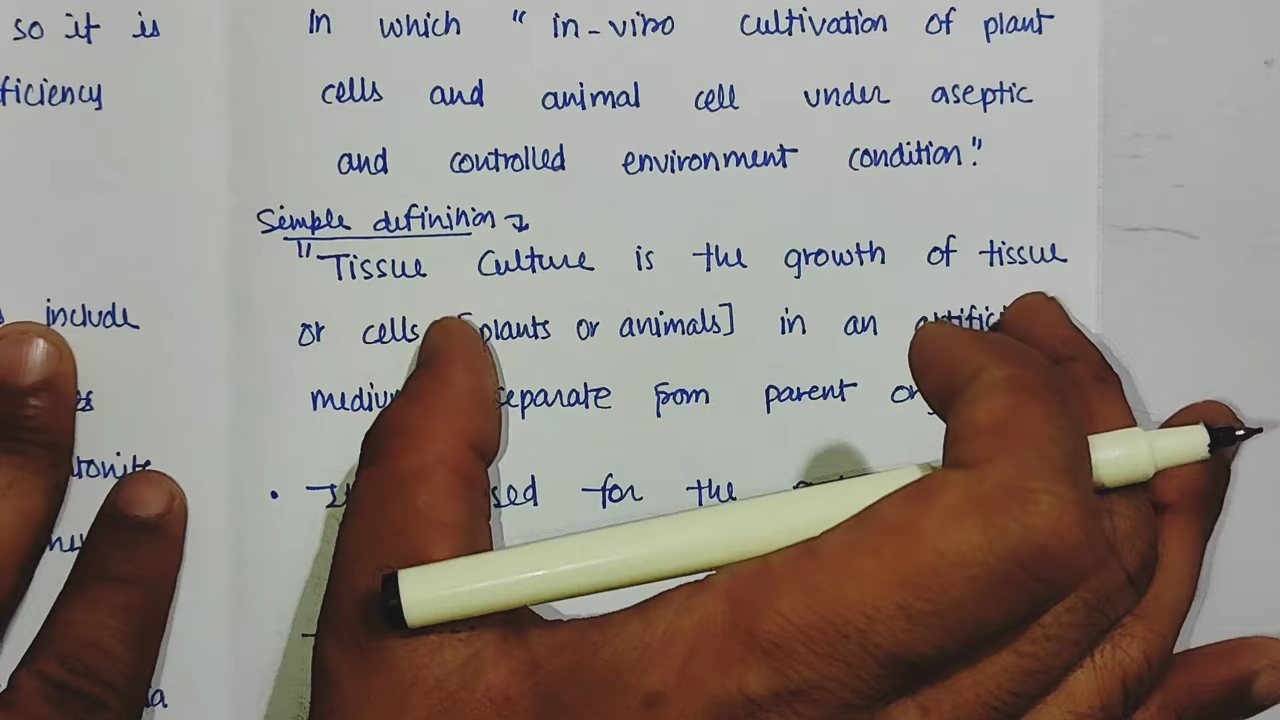 so it is
ficiency
include
tonite
In which " in-vivo cultivation of plant
cells and animal cell under aseptic
and controlled environment condition."
Simple definition
"Tissue Culture is the growth of tissue
or cells plants or animals] in an
separate from parent
• for the